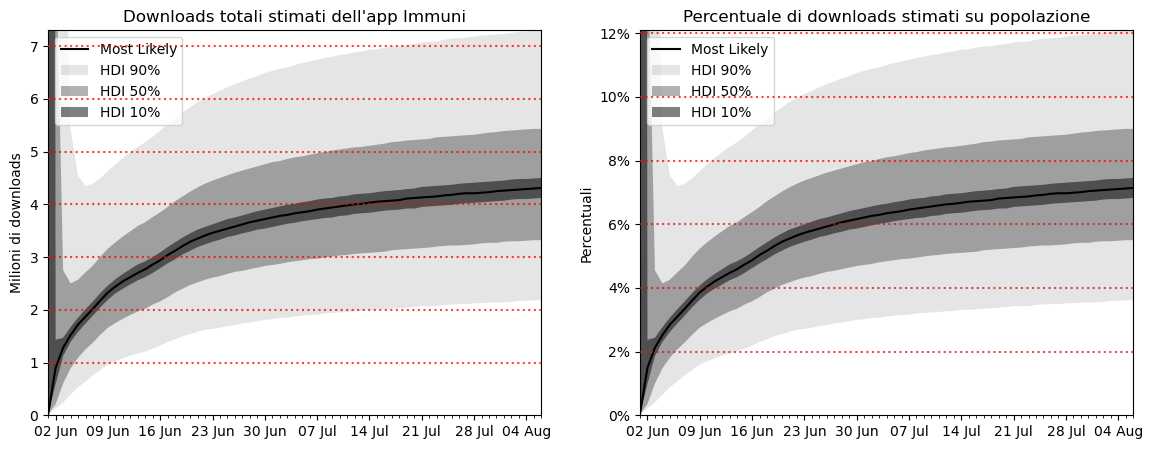 Downloads totali stimati dell'app Immuni
Milioni di downloads
7
6
5
4
3
2
1
0
Most Likely
HDI 90%
HDI 50%
HDI 10%
02 Jun 09 Jun 16 Jun 23 Jun 30 Jun 07 Jul 14 Jul 21 Jul 28 Jul 04 Aug
Percentuale di downloads stimati su popolazione
Percentuali
12%
10%
8%
6%
4%
2%
0%
Most Likely
HDI 90%
HDI 50%
HDI 10%
02 Jun 09 Jun 16 Jun 23 Jun 30 Jun 07 Jul 14 Jul 21 Jul 28 Jul 04 Aug